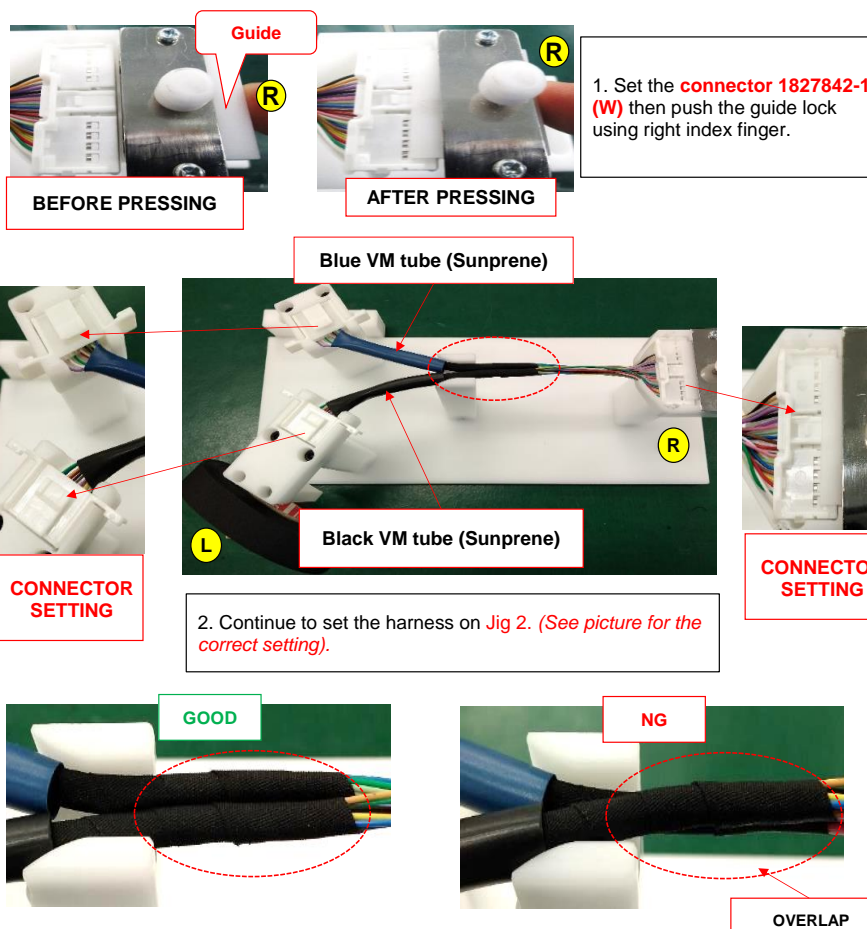 Guide
R
R
BEFORE PRESSING
AFTER PRESSING
1. Set the connector 1827842-1
(W) then push the guide lock
using right index finger.
Blue VM tube (Sunprene)
R
L
Black VM tube (Sunprene)
CONNECTOR
SETTING
CONNECTO
SETTING
2. Continue to set the harness on Jig 2. (See picture for the
correct setting).
GOOD
NG
OVERLAP